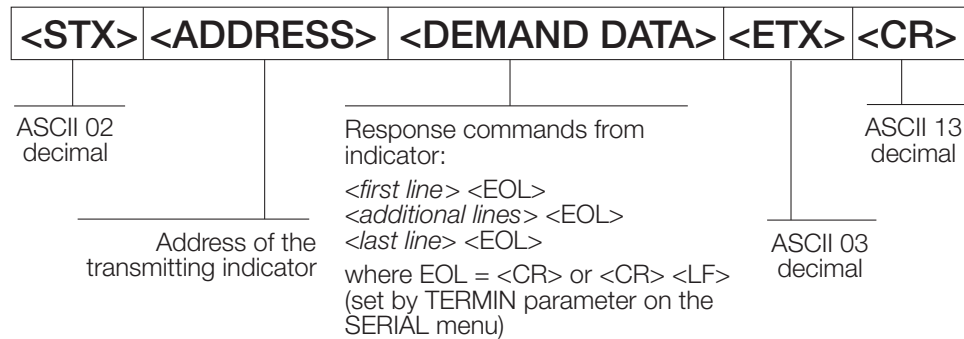 <STX> <ADDRESS> <DEMAND DATA> <ETX> <CR>
ASCII 02
decimal
Address of the
transmitting indicator
Response commands from
indicator:
<first line> <EOL>
<additional lines> <EOL>
<last line> <EOL>
where EOL = <CR> or <CR> <LF>
(set by TERMIN parameter on the
SERIAL menu)
ASCII 03
decimal
ASCII 13
decimal